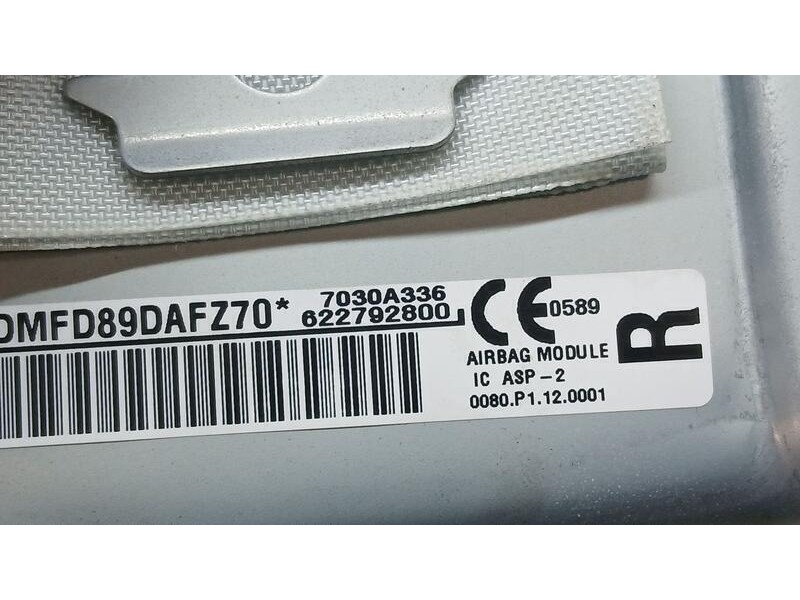 DMFD89DAFZ70*
7030A336
622792800
CE 0589
AIRBAG MODULE
IC ASP-2
0080.P1.12.0001
R